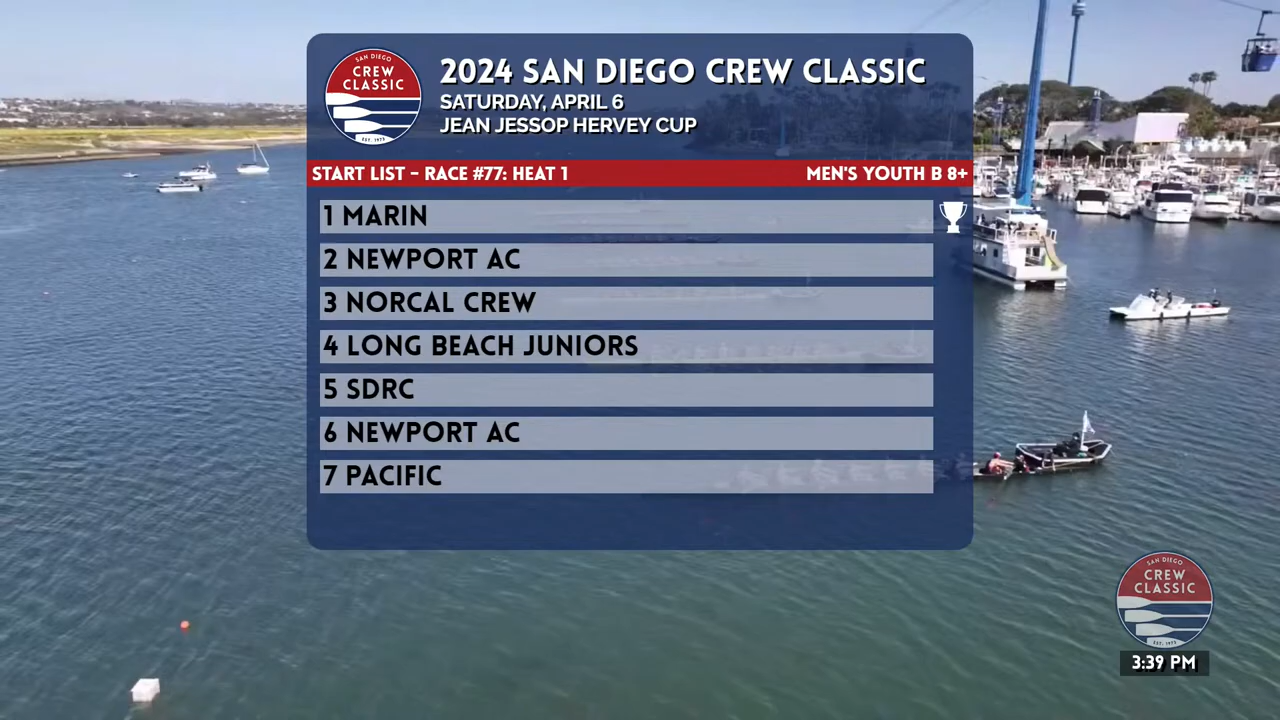 SAN DIEGO
CREW
CLASSIC
EST. 1973
2024 SAN DIEGO CREW CLASSIC
SATURDAY, APRIL 6
JEAN JESSOP HERVEY CUP
START LIST - RACE #77: HEAT 1
MEN'S YOUTH B 8+
1 MARIN
2 NEWPORT AC
3 NORCAL CREW
4 LONG BEACH JUNIORS
5 SDRC
6 NEWPORT AC
7 PACIFIC
SAN DIEGO
CREW
CLASSIC
EST. 1973
3:39 PM